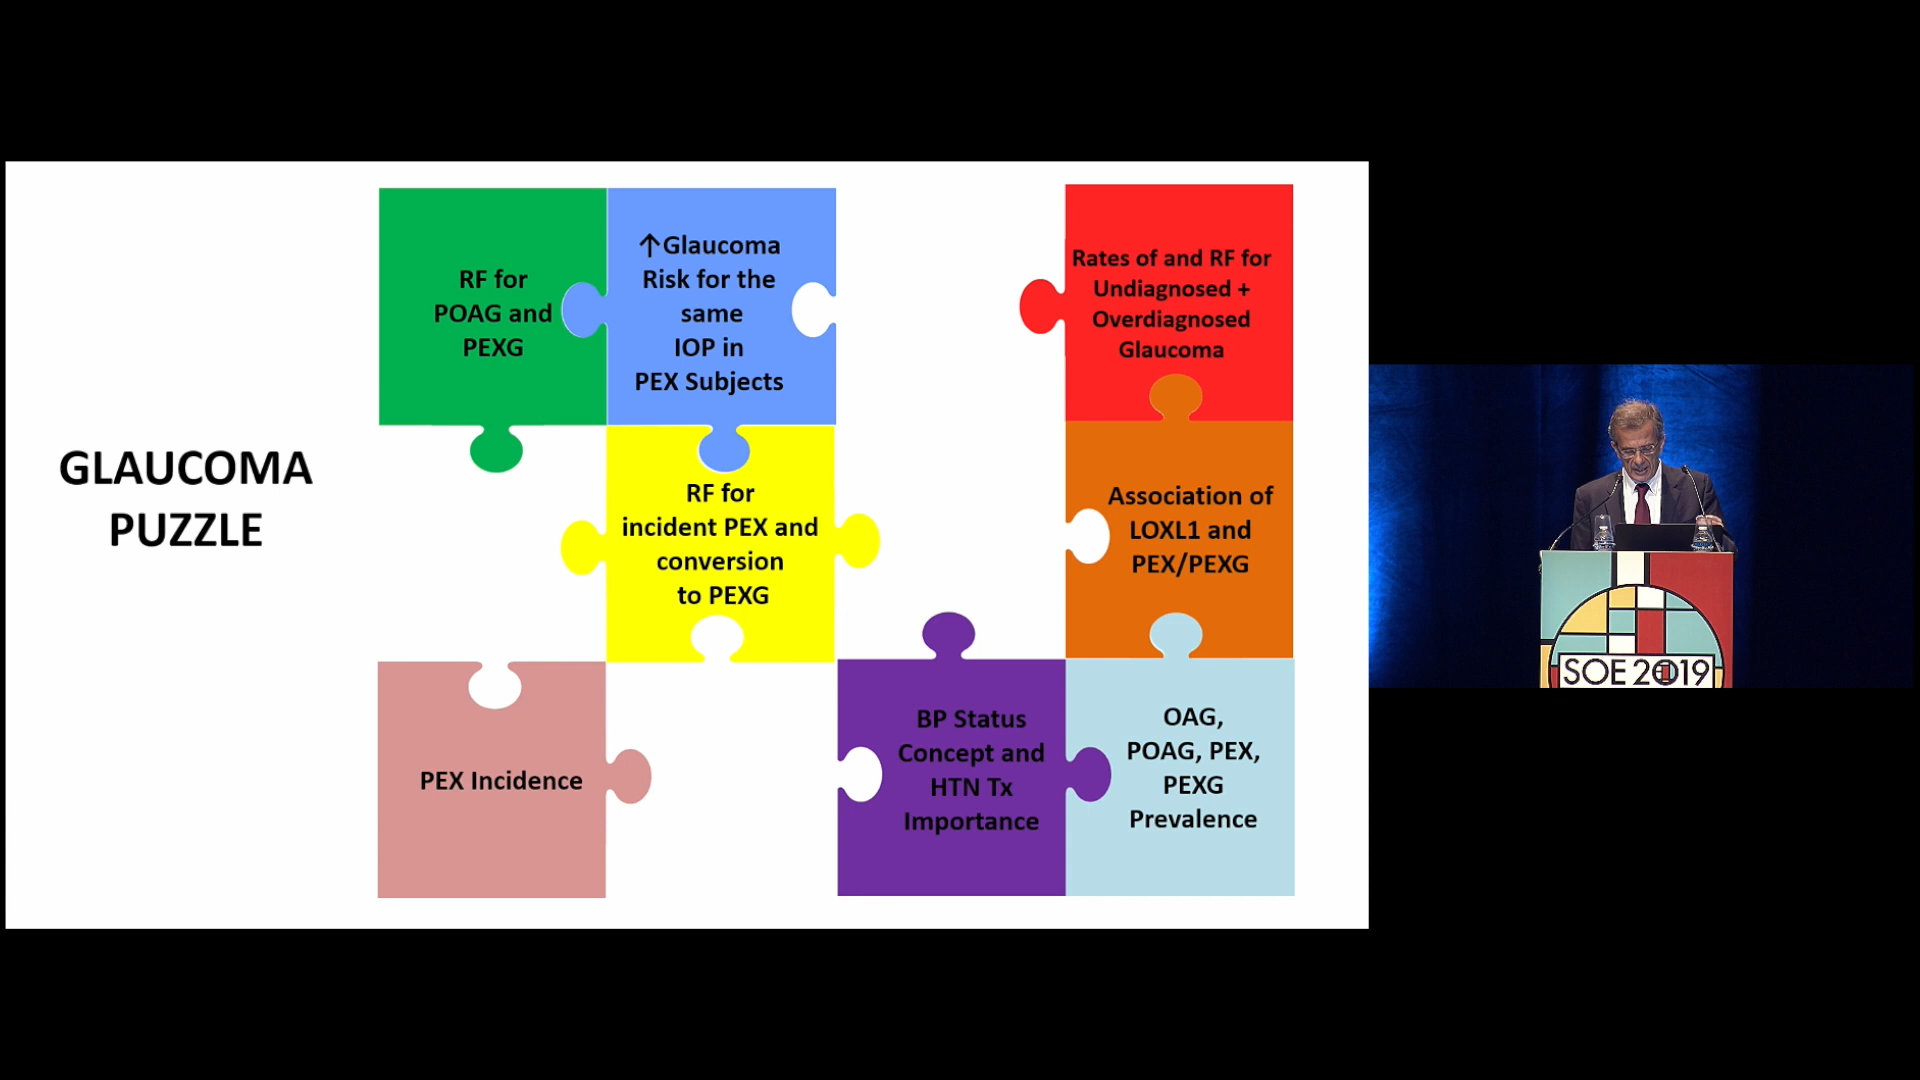 GLAUCOMA
PUZZLE
RF for
POAG and
PEXG
↑Glaucoma
Risk for the
same
IOP in
PEX Subjects
Rates of and RF for
Undiagnosed +
Overdiagnosed
Glaucoma
RF for
incident PEX and
conversion
to PEXG
Association of
LOXL1 and
PEX/PEXG
PEX Incidence
BP Status
Concept and
HTN Tx
Importance
OAG,
POAG, PEX,
PEXG
Prevalence
SOE 2019